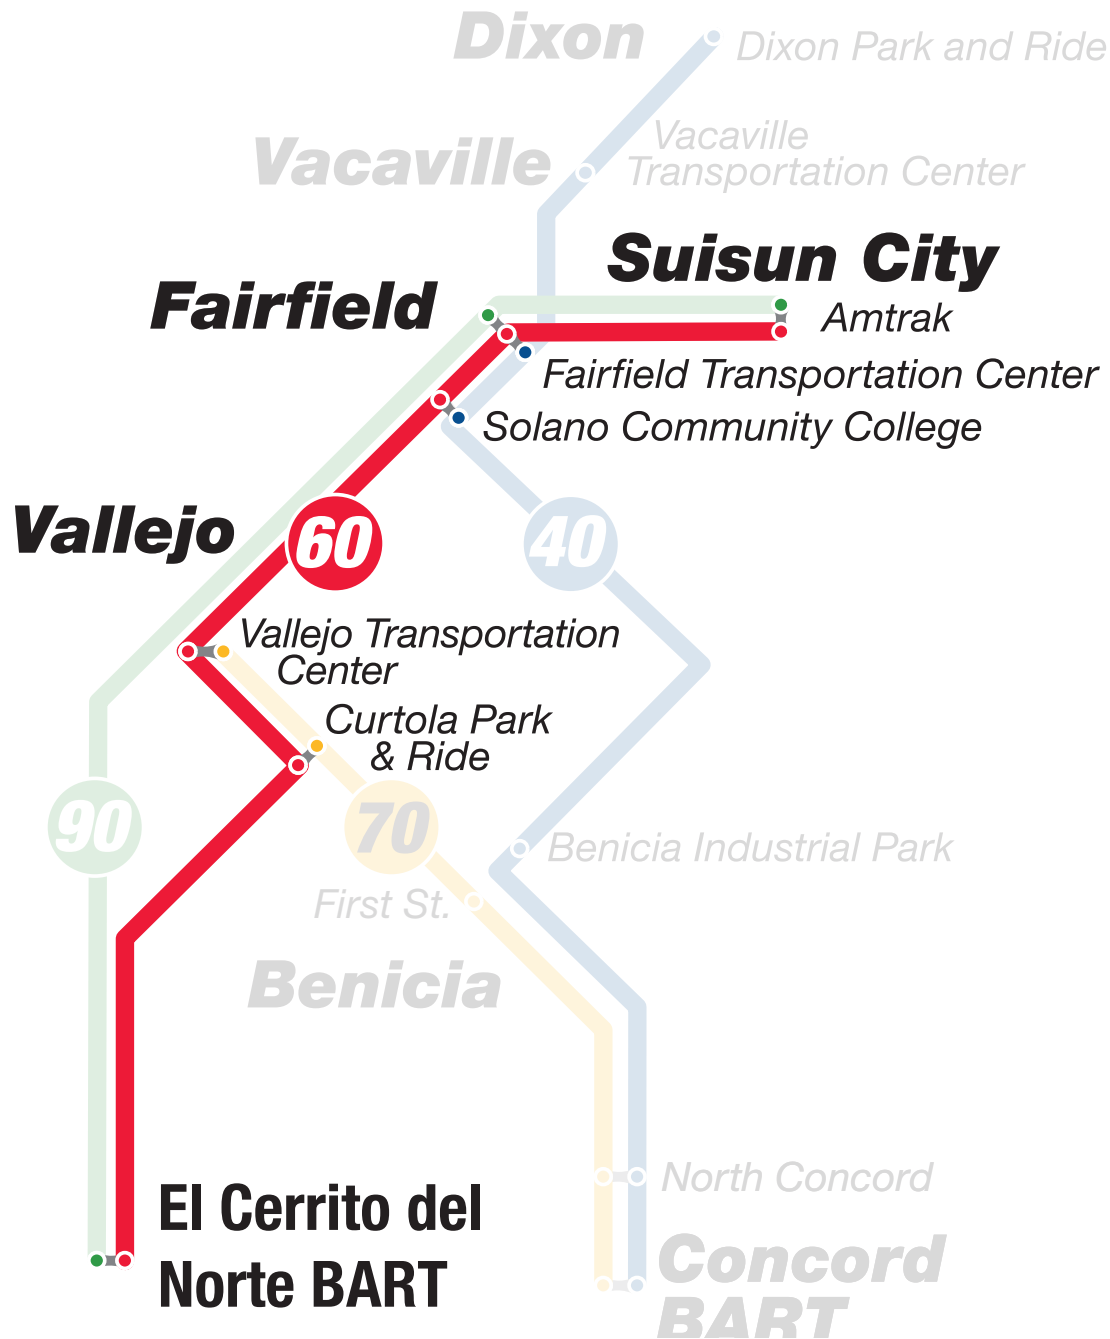 Dixon
Dixon Park and Ride
Vacaville
Vacaville
Transportation Center
Suisun City
Fairfield
Amtrak
Fairfield Transportation Center
Solano Community College
Vallejo
60
40
Vallejo Transportation
Center
Curtola Park
& Ride
90
70
Benicia Industrial Park
First St.
Benicia
North Concord
El Cerrito del
Norte BART
Concord
BART